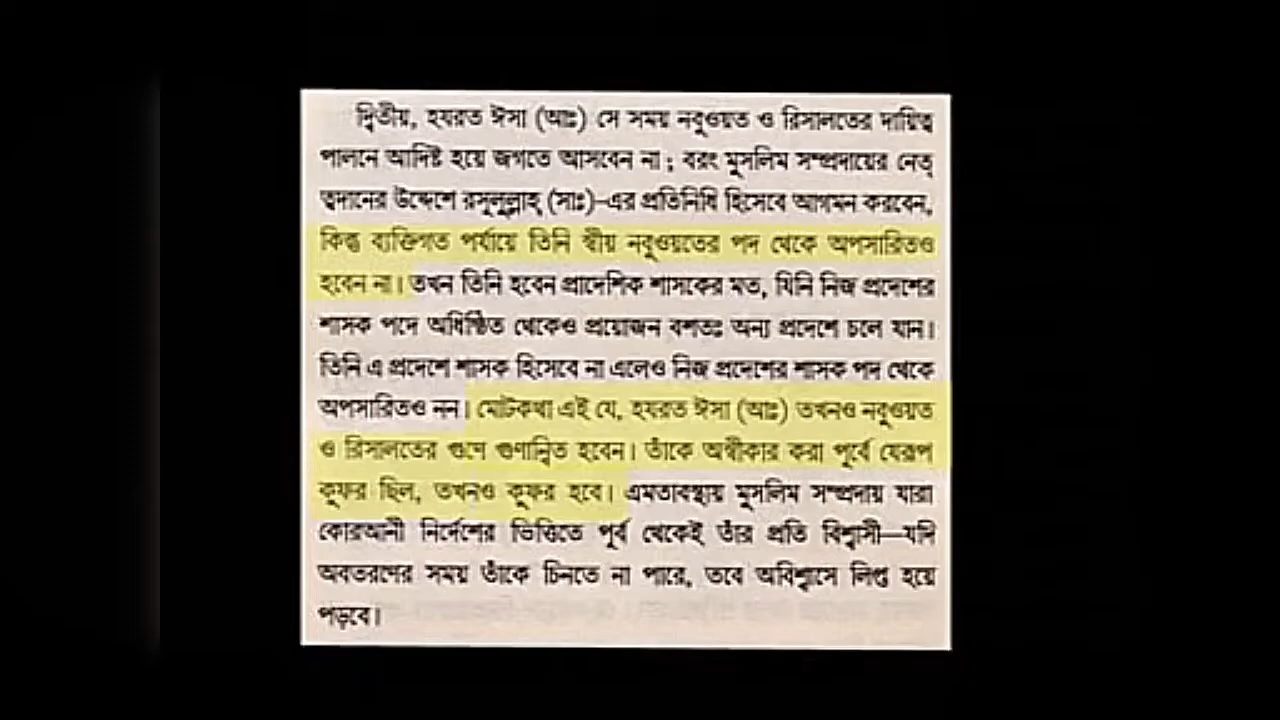 দ্বিতীয়, হযরত ঈসা (আঃ) সে সময় নবুওয়ত ও রিসালতের দায়িত্ব
পালনে আদিষ্ট হয়ে জগতে আসবেন না; বরং মুসলিম সম্প্রদায়ের নেতৃ
ত্বদানের উদ্দেশে রসূলুল্লাহ্ (সাঃ)-এর প্রতিনিধি হিসেবে আগমন করবেন,
কিন্তু ব্যক্তিগত পর্যায়ে তিনি স্বীয় নবুওয়তের পদ থেকে অপসারিতও
হবেন না। তখন তিনি হবেন প্রাদেশিক শাসকের মত, যিনি নিজ প্রদেশের
শাসক পদে অধিষ্ঠিত থেকেও প্রয়োজন বশতঃ অন্য প্রদেশে চলে যান।
তিনি এ প্রদেশে শাসক হিসেবে না এলেও নিজ প্রদেশের শাসক পদ থেকে
অপসারিতও নন। মোটকথা এই যে, হযরত ঈসা (আঃ) তখনও নবুওয়ত
ও রিসালতের গুণে গুণান্বিত হবেন। তাঁকে অস্বীকার করা পূর্বে যেরূপ
কুফর ছিল, তখনও কুফর হবে। এমতাবস্থায় মুসলিম সম্প্রদায় যারা
কোরআনী নির্দেশের ভিত্তিতে পূর্ব থেকেই তাঁর প্রতি বিশ্বাসী—যদি
অবতরণের সময় তাঁকে চিনতে না পারে, তবে অবিশ্বাসে লিপ্ত হয়ে
পড়বে।